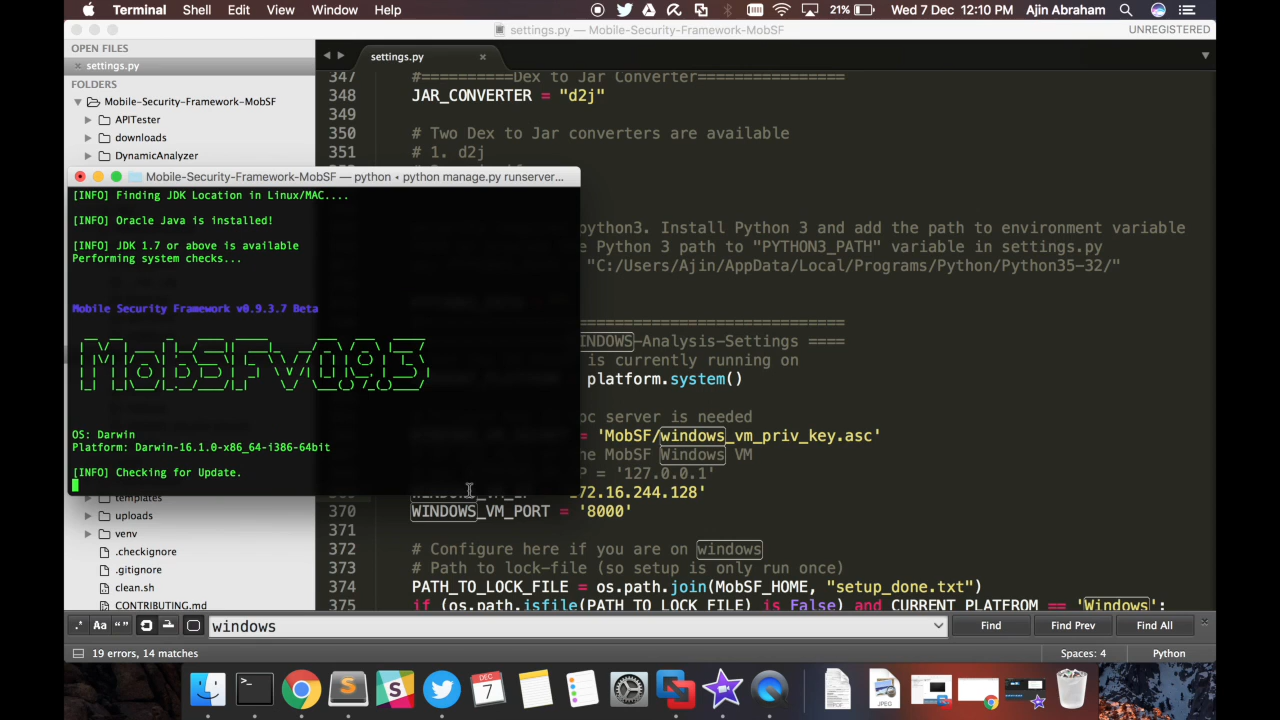 Terminal Shell Edit View Window Help 21% Wed 7 Dec 12:10 PM Ajin Abraham
settings.py — Mobile-Security-Framework-MobSF UNREGISTERED
OPEN FILES
settings.py
FOLDERS
Mobile-Security-Framework-MobSF
APITester
downloads
DynamicAnalyzer
templates
uploads
venv
.checkignore
.gitignore
clean.sh
CONTRIBUTING.md
settings.py
347 #==========Dex to Jar Converter================
348 JAR_CONVERTER = "d2j"
349
350 # Two Dex to Jar converters are available
351 # 1. d2j
python3. Install Python 3 and add the path to environment variable
Python 3 path to "PYTHON3_PATH" variable in settings.py
"C:/Users/Ajin/AppData/Local/Programs/Python/Python35-32/"
INDOWS-Analysis-Settings ====
is currently running on
platform.system()
server is needed
= 'MobSF/windows_vm_priv_key.asc'
MobSF Windows VM
= '127.0.0.1'
72.16.244.128'
370 WINDOWS_VM_PORT = '8000'
371
372 # Configure here if you are on windows
373 # Path to lock-file (so setup is only run once)
374 PATH_TO_LOCK_FILE = os.path.join(MobSF_HOME, "setup_done.txt")
375 if (os.path.isfile(PATH_TO_LOCK_FILE) is False) and CURRENT_PLATFROM == 'Windows':
Mobile-Security-Framework-MobSF — python • python manage.py runserver...
[INFO] Finding JDK Location in Linux/MAC....
[INFO] Oracle Java is installed!
[INFO] JDK 1.7 or above is available
Performing system checks...
Mobile Security Framework v0.9.3.7 Beta
MobSFv0.9.3
OS: Darwin
Platform: Darwin-16.1.0-x86_64-i386-64bit
[INFO] Checking for Update.
.* Aa “” windows Find Find Prev Find All
19 errors, 14 matches Spaces: 4 Python
DEC
7
JPEG